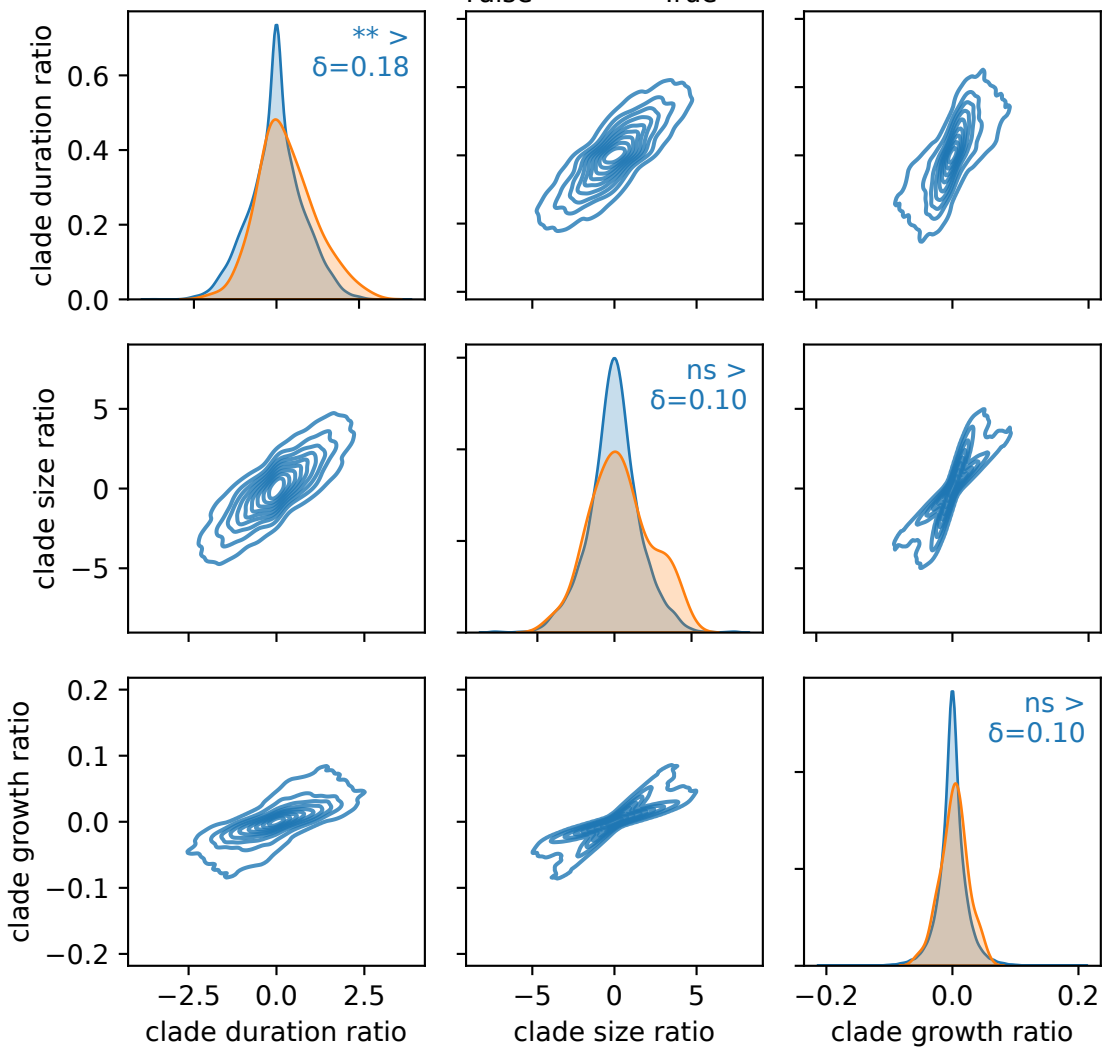 True
clade duration ratio
0.6
0.4
0.2
0.0
** >
δ=0.18
clade size ratio
5
0
−5
ns >
δ=0.10
clade growth ratio
0.2
0.1
0.0
−0.1
−0.2
ns >
δ=0.10
−2.5 0.0 2.5
−5 0 5
−0.2 0.0 0.2
clade duration ratio
clade size ratio
clade growth ratio